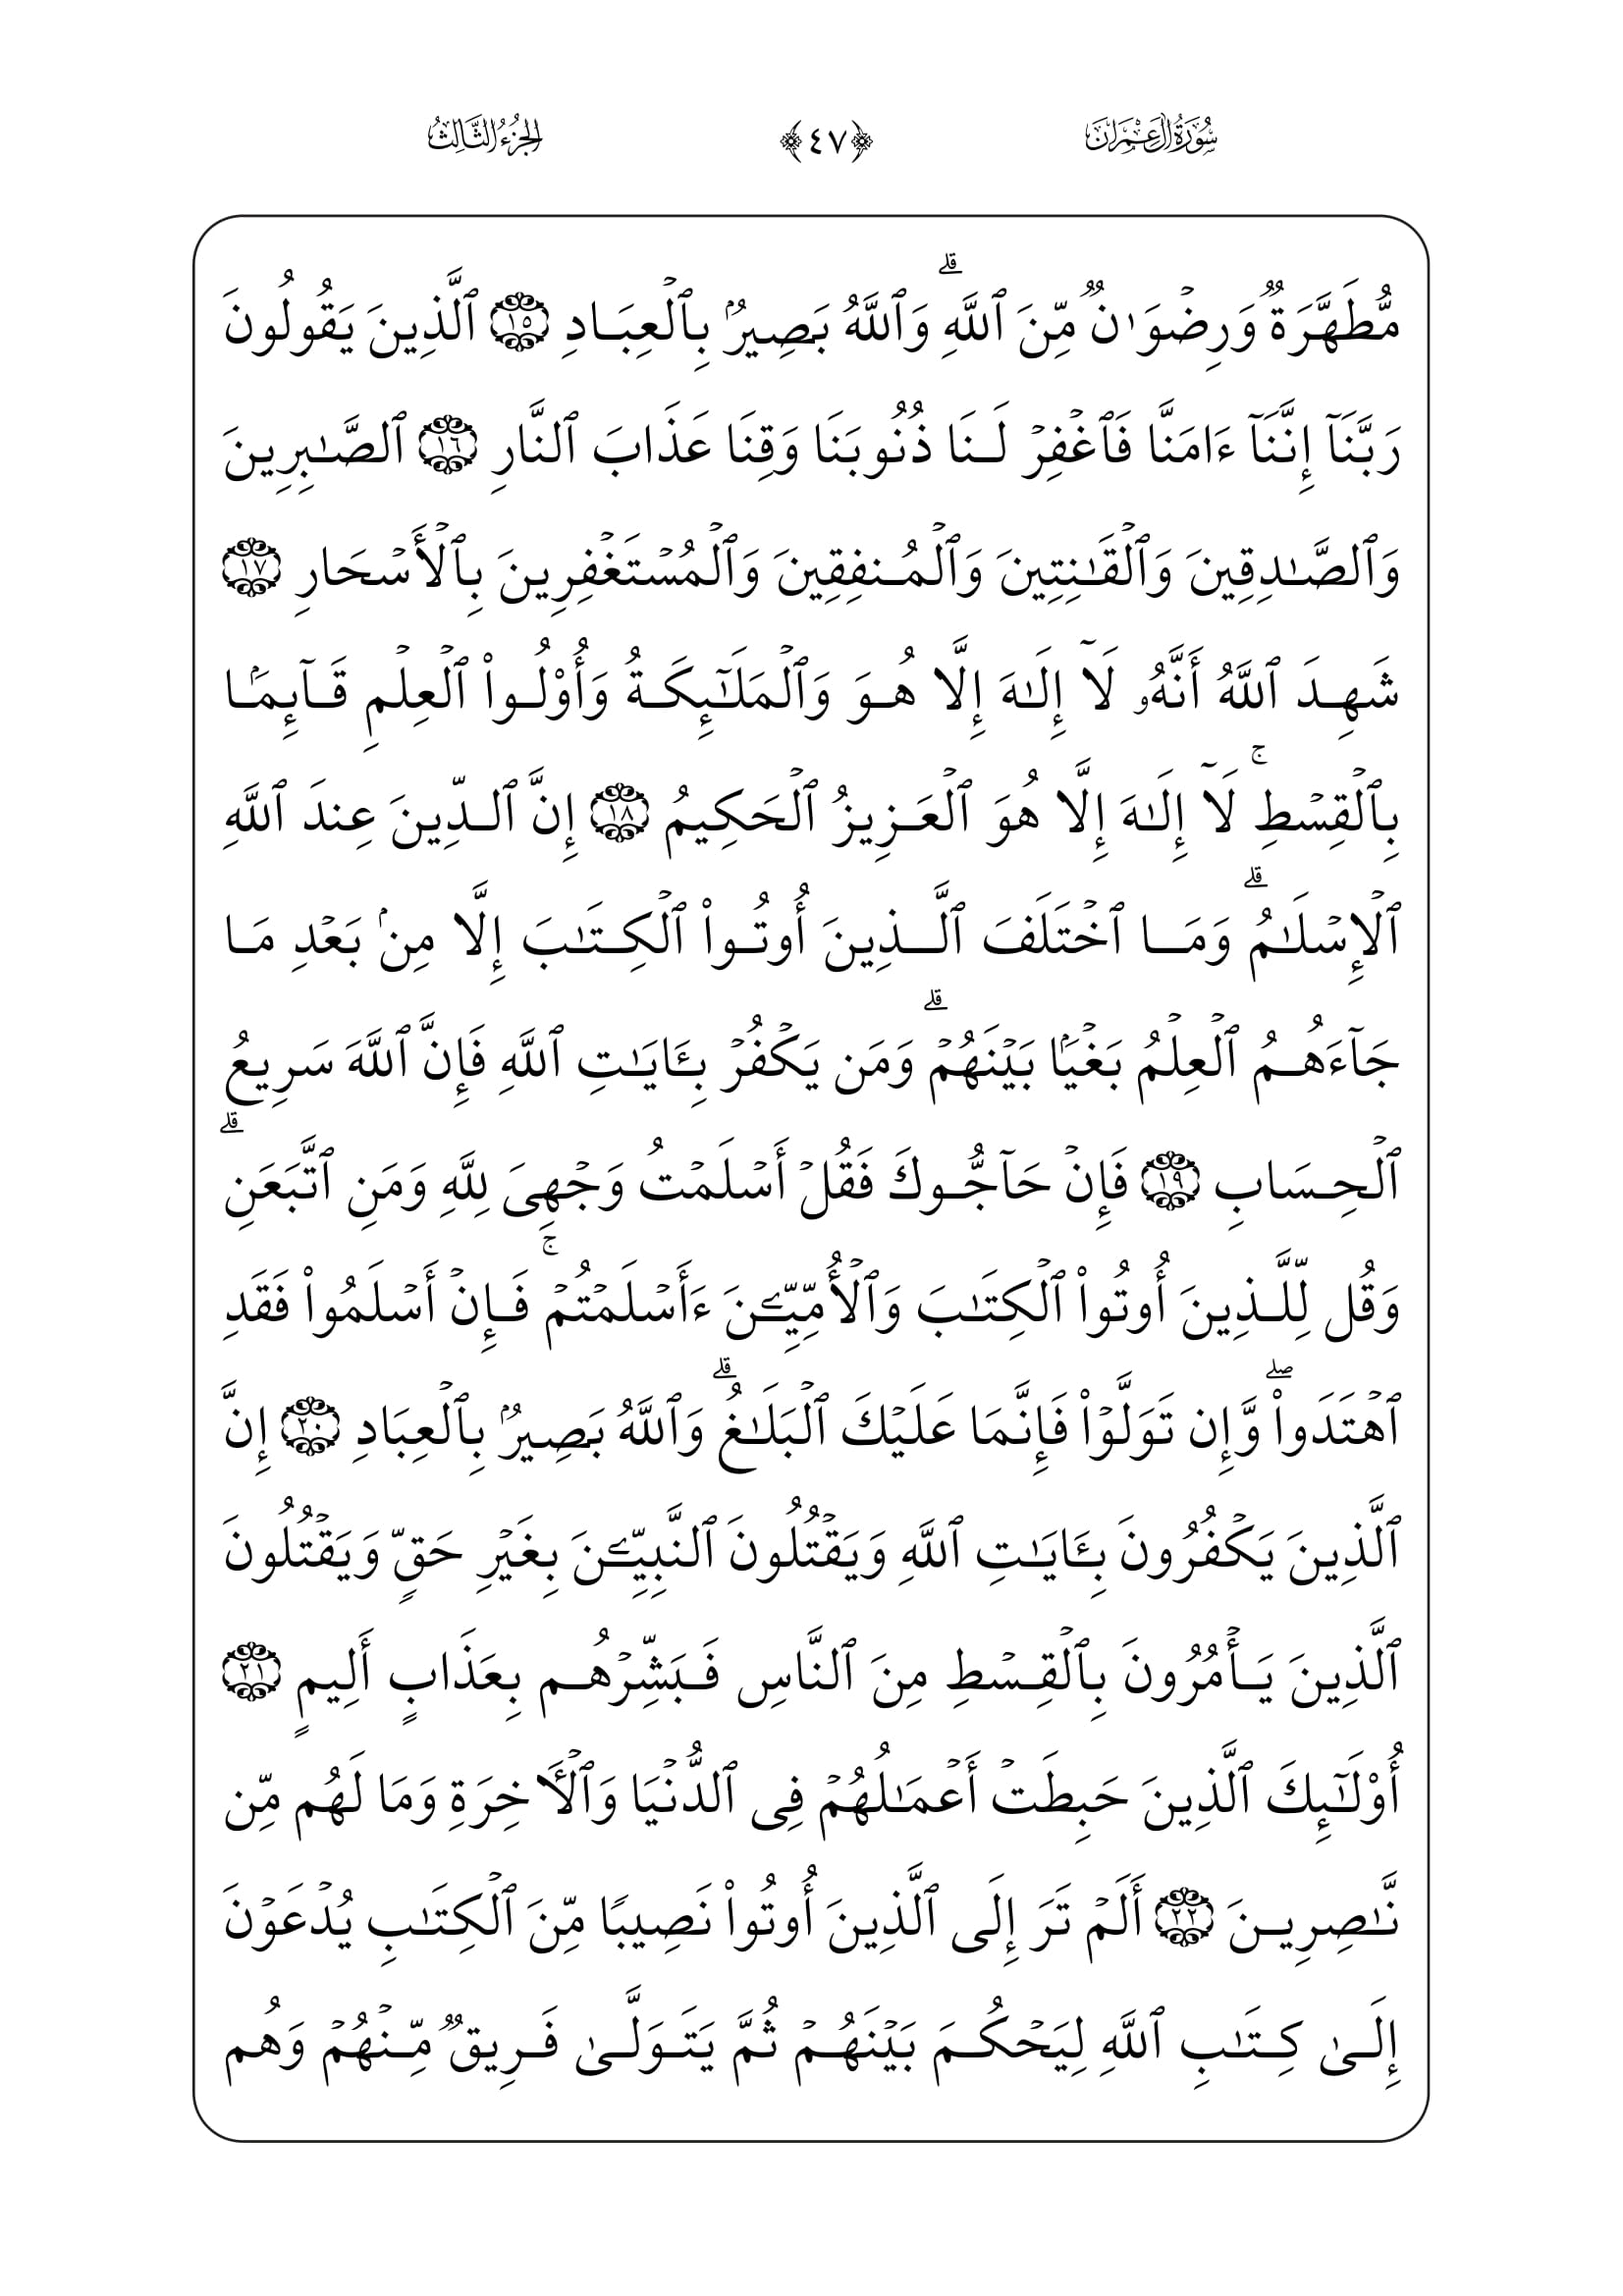 سُورَةُ آلِ عِمْرَانَ ﴿٤٧﴾ الجُزْءُ الثَّالِثُ
مُّطَهَّرَةٌ وَرِضۡوَٰنٌ مِّنَ ٱللَّهِۗ وَٱللَّهُ بَصِيرُۢ بِٱلۡعِبَادِ ١٥ ٱلَّذِينَ يَقُولُونَ
رَبَّنَآ إِنَّنَآ ءَامَنَّا فَٱغۡفِرۡ لَنَا ذُنُوبَنَا وَقِنَا عَذَابَ ٱلنَّارِ ١٦ ٱلصَّٰبِرِينَ
وَٱلصَّٰدِقِينَ وَٱلۡقَٰنِتِينَ وَٱلۡمُنفِقِينَ وَٱلۡمُسۡتَغۡفِرِينَ بِٱلۡأَسۡحَارِ ١٧
شَهِدَ ٱللَّهُ أَنَّهُۥ لَآ إِلَٰهَ إِلَّا هُوَ وَٱلۡمَلَٰٓئِكَةُ وَأُوْلُواْ ٱلۡعِلۡمِ قَآئِمَۢا
بِٱلۡقِسۡطِۚ لَآ إِلَٰهَ إِلَّا هُوَ ٱلۡعَزِيزُ ٱلۡحَكِيمُ ١٨ إِنَّ ٱلدِّينَ عِندَ ٱللَّهِ
ٱلۡإِسۡلَٰمُۗ وَمَا ٱخۡتَلَفَ ٱلَّذِينَ أُوتُواْ ٱلۡكِتَٰبَ إِلَّا مِنۢ بَعۡدِ مَا
جَآءَهُمُ ٱلۡعِلۡمُ بَغۡيَۢا بَيۡنَهُمۡۗ وَمَن يَكۡفُرۡ بِـَٔايَٰتِ ٱللَّهِ فَإِنَّ ٱللَّهَ سَرِيعُ
ٱلۡحِسَابِ ١٩ فَإِنۡ حَآجُّوكَ فَقُلۡ أَسۡلَمۡتُ وَجۡهِيَ لِلَّهِ وَمَنِ ٱتَّبَعَنِۗ
وَقُل لِّلَّذِينَ أُوتُواْ ٱلۡكِتَٰبَ وَٱلۡأُمِّيِّـۧنَ ءَأَسۡلَمۡتُمۡۚ فَإِنۡ أَسۡلَمُواْ فَقَدِ
ٱهۡتَدَواْۖ وَّإِن تَوَلَّوۡاْ فَإِنَّمَا عَلَيۡكَ ٱلۡبَلَٰغُۗ وَٱللَّهُ بَصِيرُۢ بِٱلۡعِبَادِ ٢٠ إِنَّ
ٱلَّذِينَ يَكۡفُرُونَ بِـَٔايَٰتِ ٱللَّهِ وَيَقۡتُلُونَ ٱلنَّبِيِّـۧنَ بِغَيۡرِ حَقّٖ وَيَقۡتُلُونَ
ٱلَّذِينَ يَأۡمُرُونَ بِٱلۡقِسۡطِ مِنَ ٱلنَّاسِ فَبَشِّرۡهُم بِعَذَابٍ أَلِيمٍ ٢١
أُوْلَٰٓئِكَ ٱلَّذِينَ حَبِطَتۡ أَعۡمَٰلُهُمۡ فِي ٱلدُّنۡيَا وَٱلۡأٓخِرَةِ وَمَا لَهُم مِّن
نَّٰصِرِينَ ٢٢ أَلَمۡ تَرَ إِلَى ٱلَّذِينَ أُوتُواْ نَصِيبٗا مِّنَ ٱلۡكِتَٰبِ يُدۡعَوۡنَ
إِلَىٰ كِتَٰبِ ٱللَّهِ لِيَحۡكُمَ بَيۡنَهُمۡ ثُمَّ يَتَوَلَّىٰ فَرِيقٞ مِّنۡهُمۡ وَهُم